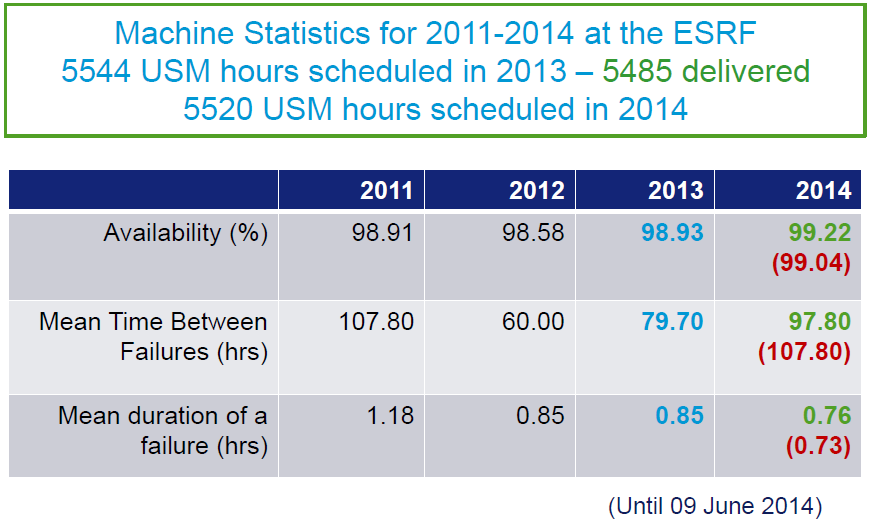 Machine Statistics for 2011-2014 at the ESRF
5544 USM hours scheduled in 2013 – 5485 delivered
5520 USM hours scheduled in 2014
2011 2012 2013 2014
Availability (%) 98.91 98.58 98.93 99.22
(99.04)
Mean Time Between 107.80 60.00 79.70 97.80
Failures (hrs) (107.80)
Mean duration of a 1.18 0.85 0.85 0.76
failure (hrs) (0.73)
(Until 09 June 2014)